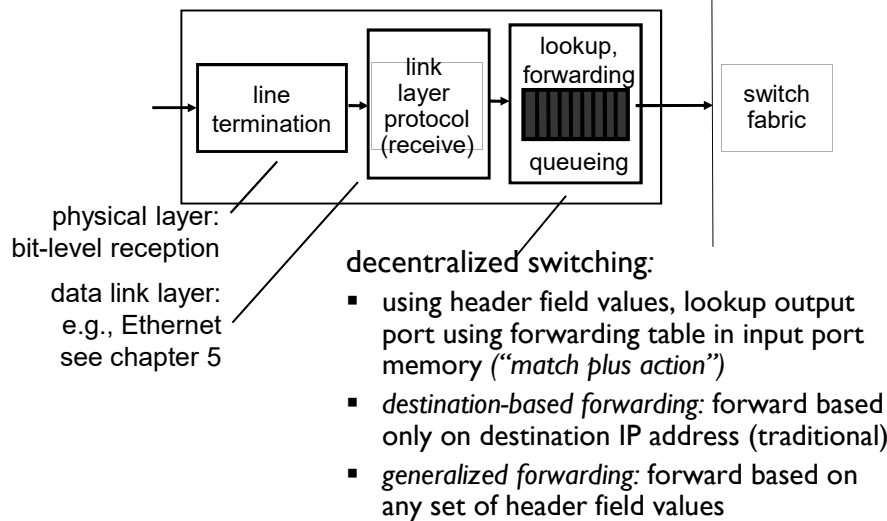 line
termination
link
layer
protocol
(receive)
lookup,
forwarding
queueing
switch
fabric
physical layer:
bit-level reception
data link layer:
e.g., Ethernet
see chapter 5
decentralized switching:
▪ using header field values, lookup output
port using forwarding table in input port
memory (“match plus action”)
▪ destination-based forwarding: forward based
only on destination IP address (traditional)
▪ generalized forwarding: forward based on
any set of header field values